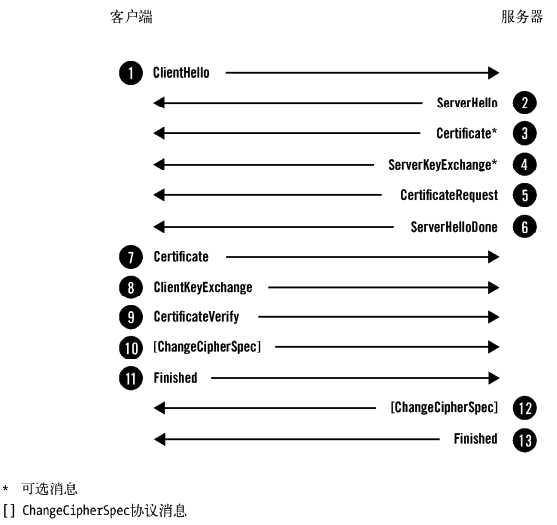 客户端 服务器
1 ClientHello
ServerHello 2
Certificate* 3
ServerKeyExchange* 4
CertificateRequest 5
ServerHelloDone 6
7 Certificate
8 ClientKeyExchange
9 CertificateVerify
10 [ChangeCipherSpec]
11 Finished
[ChangeCipherSpec] 12
Finished 13
* 可选消息
[] ChangeCipherSpec协议消息